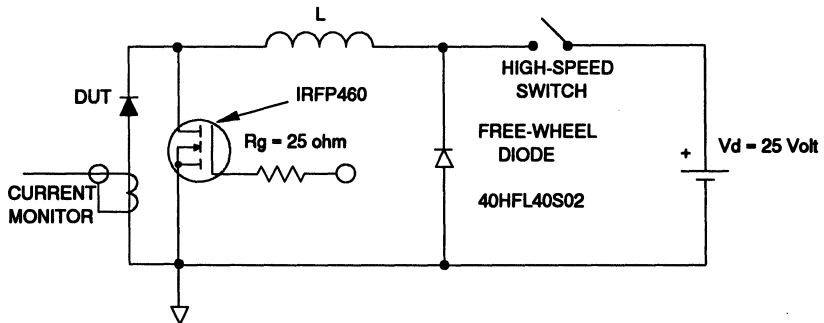 L
DUT
IRFP460
HIGH-SPEED
SWITCH
Rg = 25 ohm
FREE-WHEEL
DIODE
+
Vd = 25 Volt
CURRENT
MONITOR
40HFL40S02